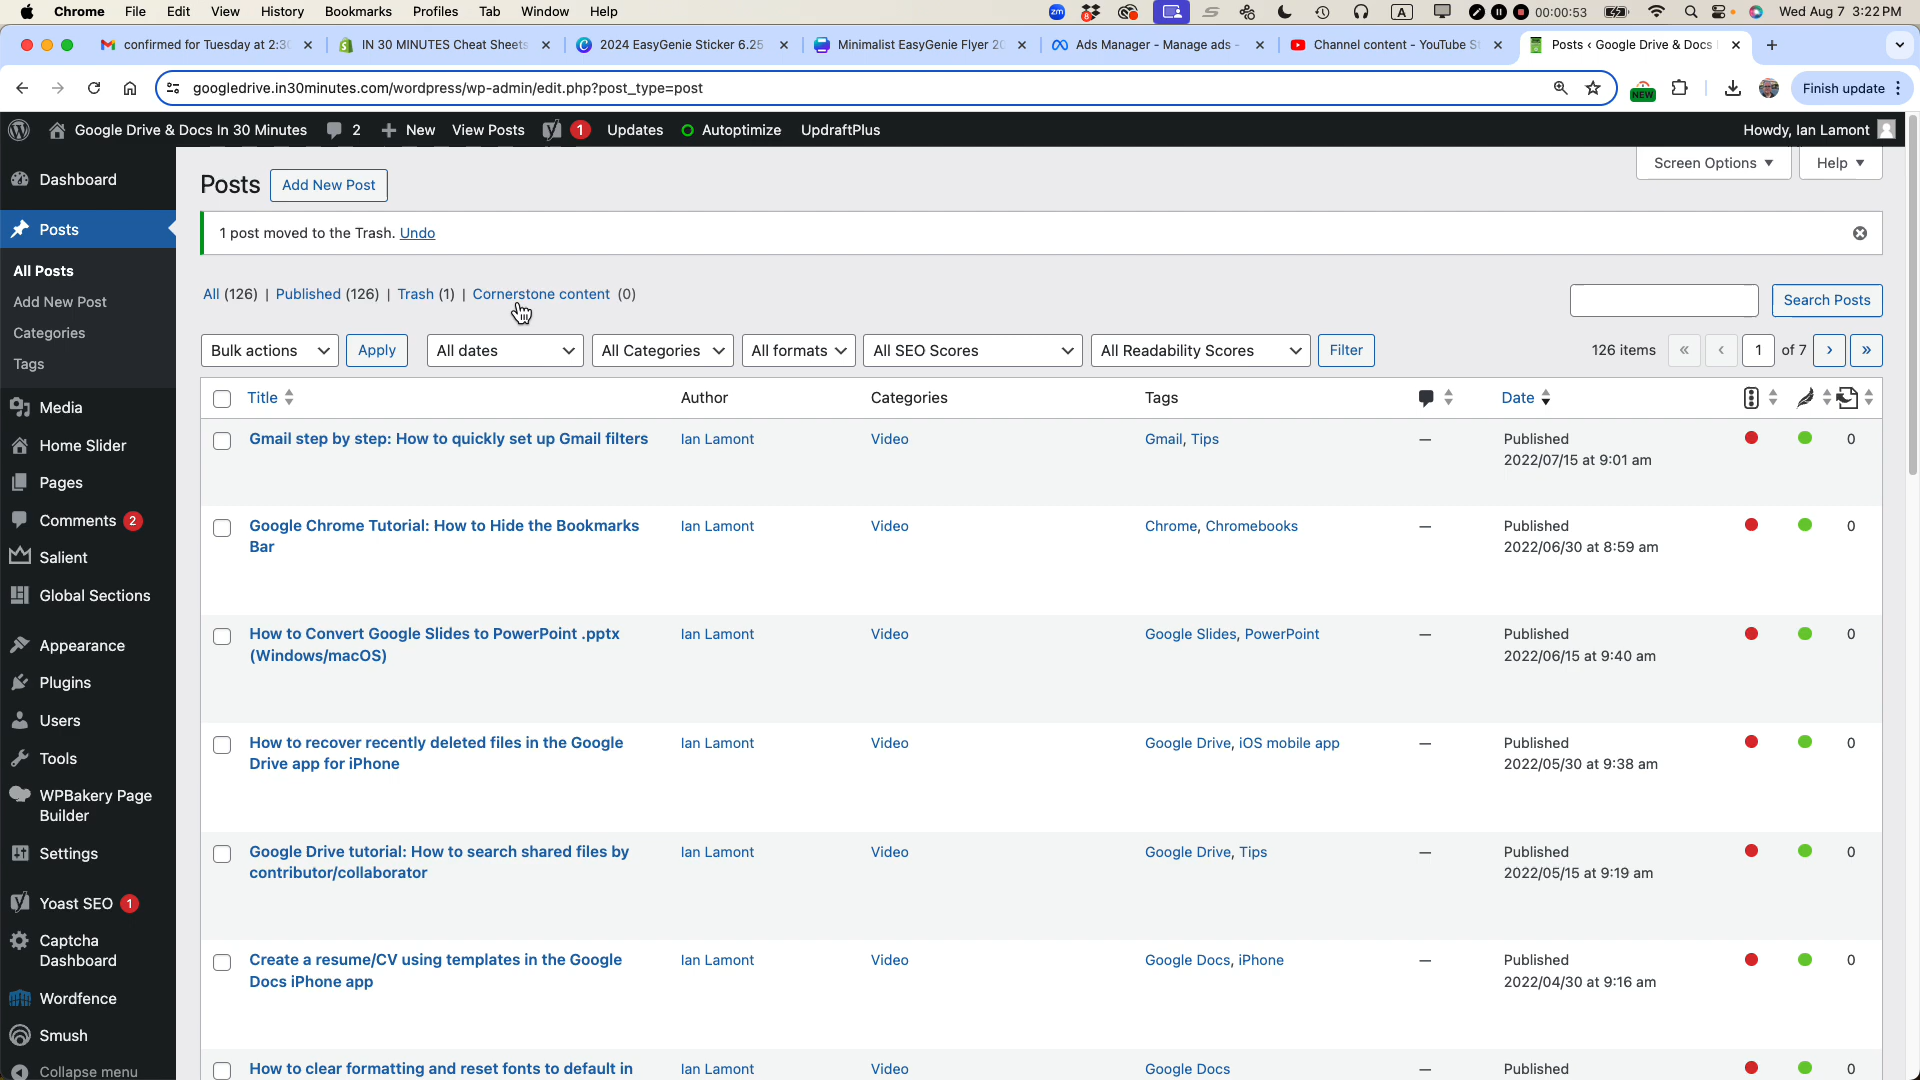 Chrome File Edit View History Bookmarks Profiles Tab Window Help zm 8 A 00:00:53 Wed Aug 7 3:22 PM
confirmed for Tuesday at 2:30 IN 30 MINUTES Cheat Sheets 2024 EasyGenie Sticker 6.25 Minimalist EasyGenie Flyer 20 Ads Manager - Manage ads - Channel content - YouTube S Posts ‹ Google Drive & Docs
googledrive.in30minutes.com/wordpress/wp-admin/edit.php?post_type=post NEW Finish update
Google Drive & Docs In 30 Minutes 2 New View Posts 1 Updates Autoptimize UpdraftPlus Howdy, Ian Lamont
Screen Options Help
Dashboard
Posts
All Posts
Add New Post
Categories
Tags
Media
Home Slider
Pages
Comments 2
Salient
Global Sections
Appearance
Plugins
Users
Tools
WPBakery Page
Builder
Settings
Yoast SEO 1
Captcha
Dashboard
Wordfence
Smush
Collapse menu
Posts Add New Post
1 post moved to the Trash. Undo
All (126) | Published (126) | Trash (1) | Cornerstone content (0)
Search Posts
Bulk actions Apply All dates All Categories All formats All SEO Scores All Readability Scores Filter 126 items « ‹ 1 of 7 › »
Title Author Categories Tags Date
Gmail step by step: How to quickly set up Gmail filters Ian Lamont Video Gmail, Tips — Published 0
2022/07/15 at 9:01 am
Google Chrome Tutorial: How to Hide the Bookmarks Ian Lamont Video Chrome, Chromebooks — Published 0
Bar 2022/06/30 at 8:59 am
How to Convert Google Slides to PowerPoint .pptx Ian Lamont Video Google Slides, PowerPoint — Published 0
(Windows/macOS) 2022/06/15 at 9:40 am
How to recover recently deleted files in the Google Ian Lamont Video Google Drive, iOS mobile app — Published 0
Drive app for iPhone 2022/05/30 at 9:38 am
Google Drive tutorial: How to search shared files by Ian Lamont Video Google Drive, Tips — Published 0
contributor/collaborator 2022/05/15 at 9:19 am
Create a resume/CV using templates in the Google Ian Lamont Video Google Docs, iPhone — Published 0
Docs iPhone app 2022/04/30 at 9:16 am
How to clear formatting and reset fonts to default in Ian Lamont Video Google Docs — Published 0